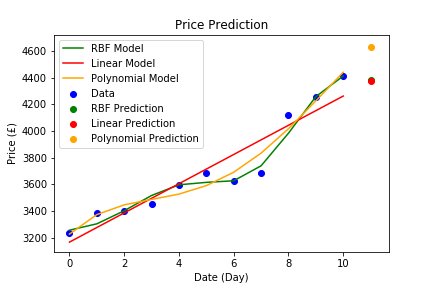 Price Prediction
RBF Model
Linear Model
Polynomial Model
Data
RBF Prediction
Linear Prediction
Polynomial Prediction
4600
4400
4200
4000
3800
3600
3400
3200
Price (£)
0 2 4 6 8 10
Date (Day)